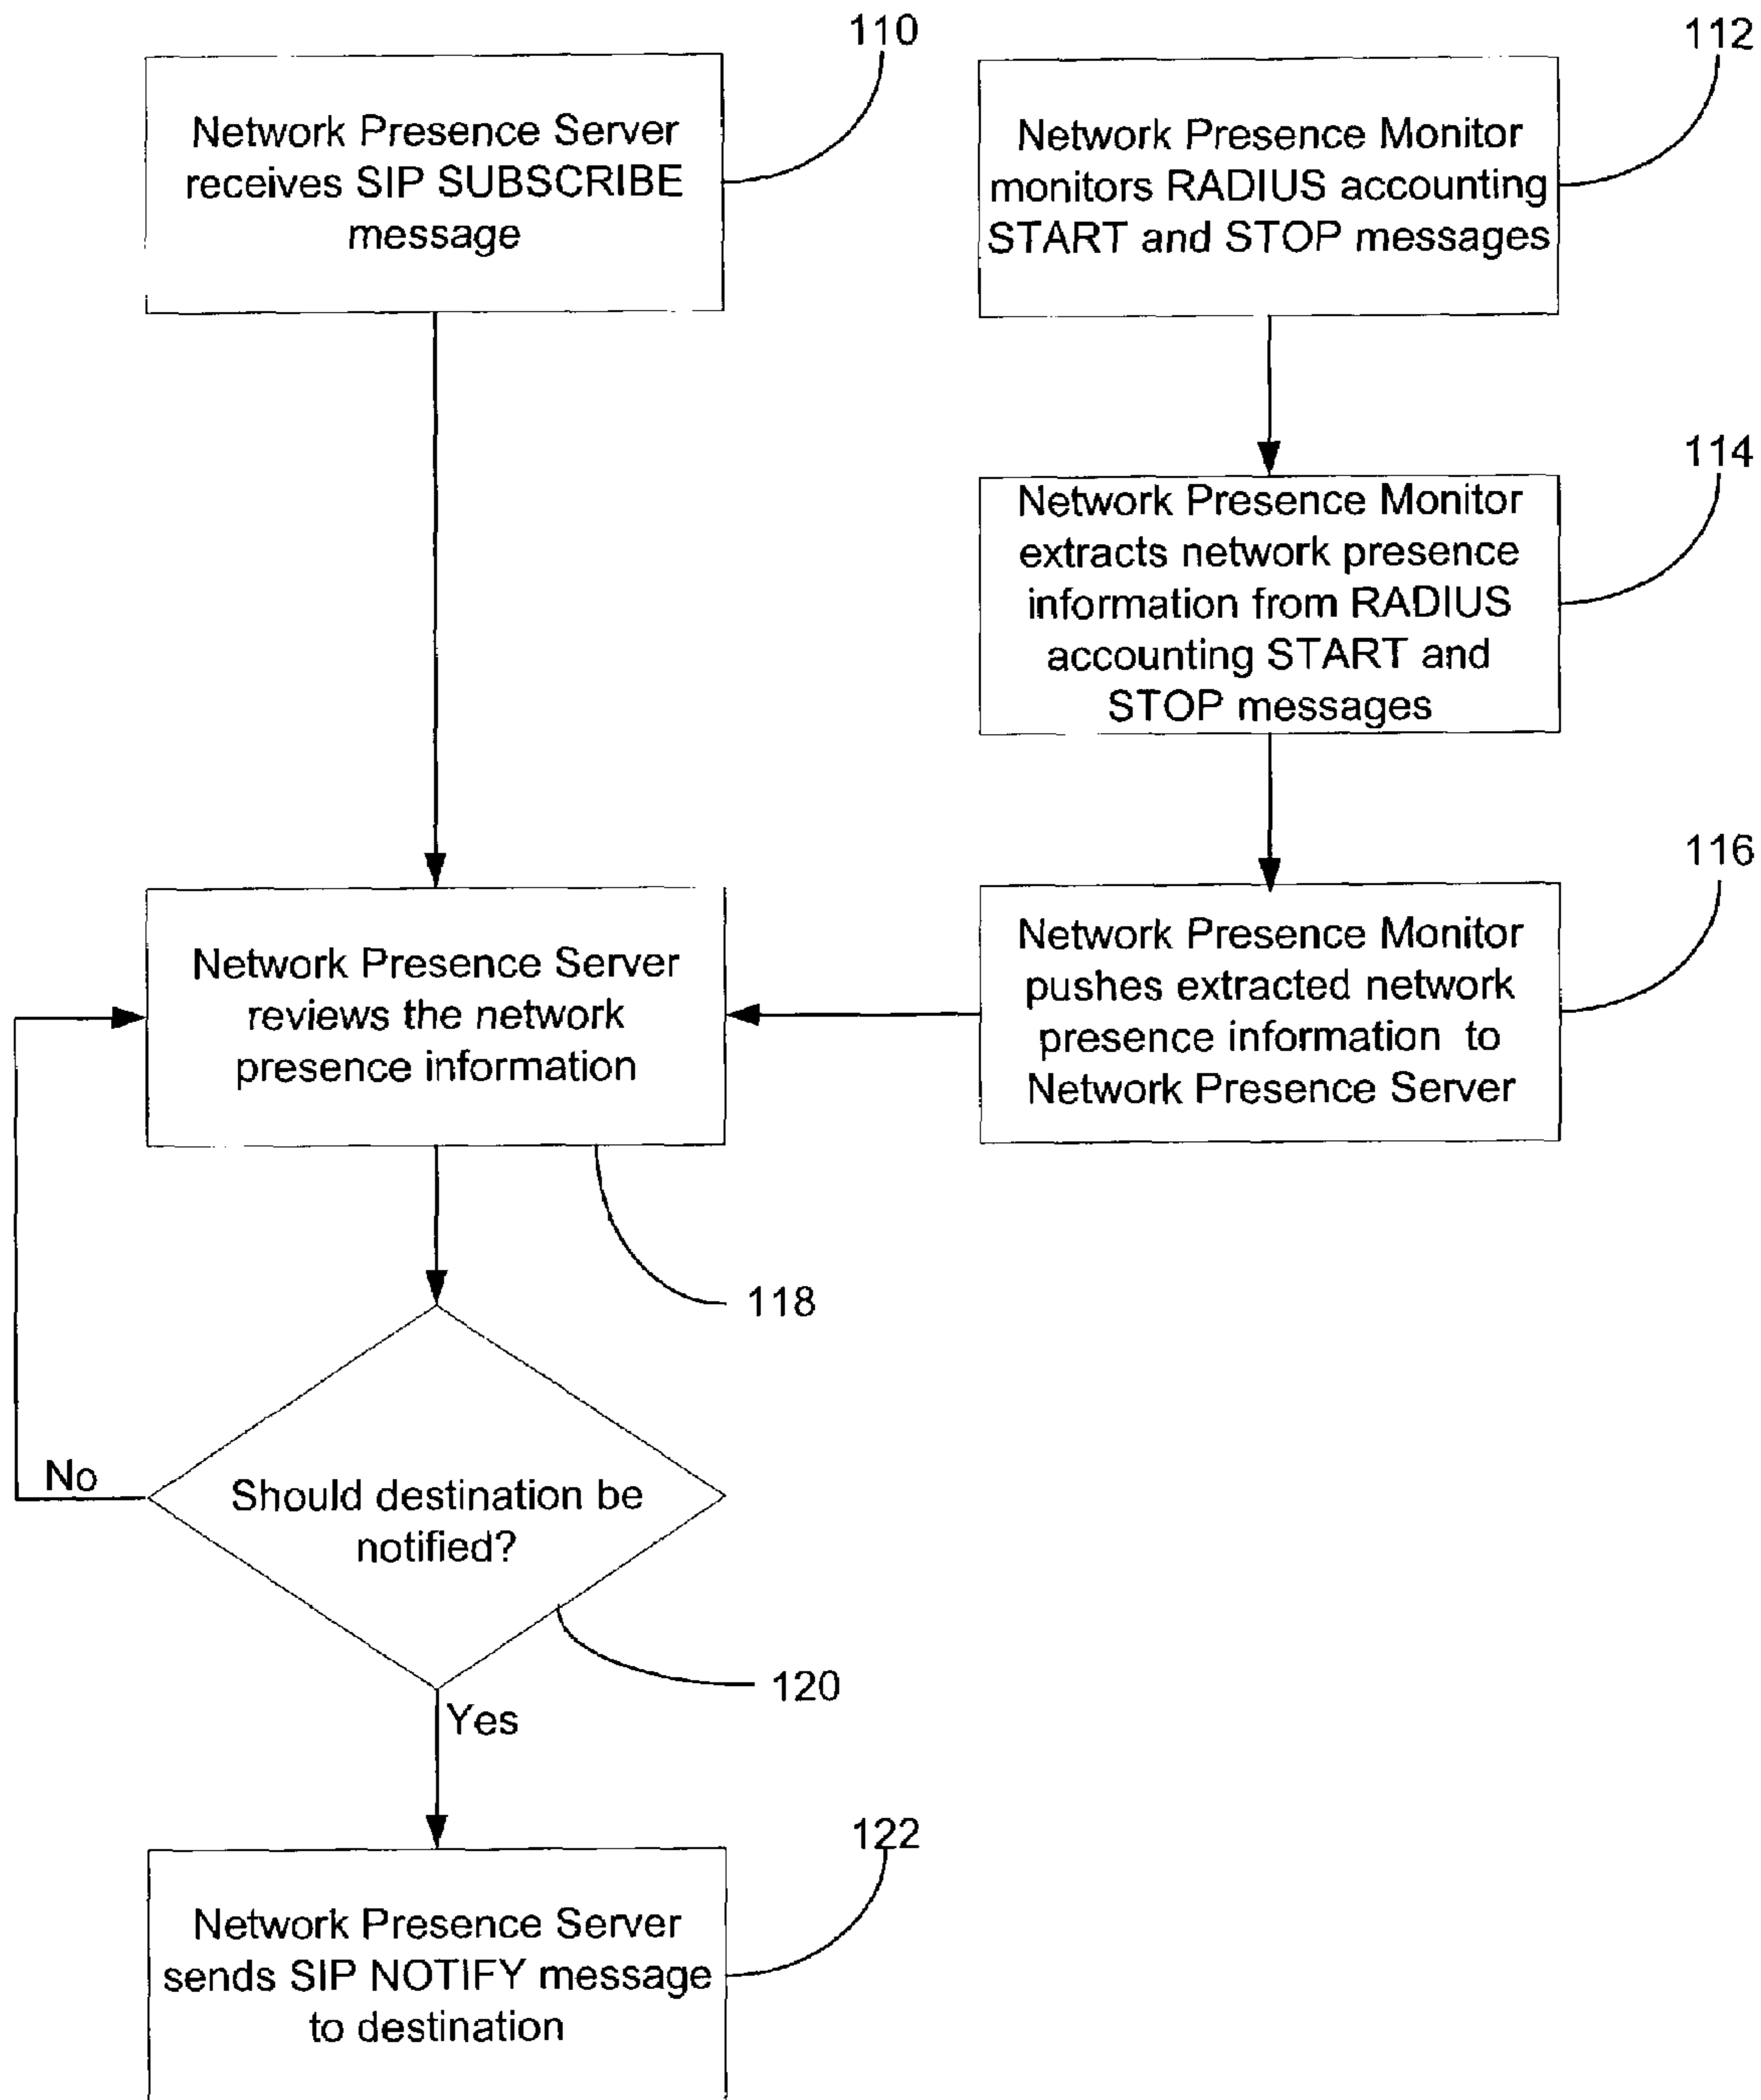 110
Network Presence Server
receives SIP SUBSCRIBE
message
112
Network Presence Monitor
monitors RADIUS accounting
START and STOP messages
114
Network Presence Monitor
extracts network presence
information from RADIUS
accounting START and
STOP messages
116
Network Presence Monitor
pushes extracted network
presence information to
Network Presence Server
Network Presence Server
reviews the network
presence information
118
Should destination be
notified?
No
120
Yes
122
Network Presence Server
sends SIP NOTIFY message
to destination